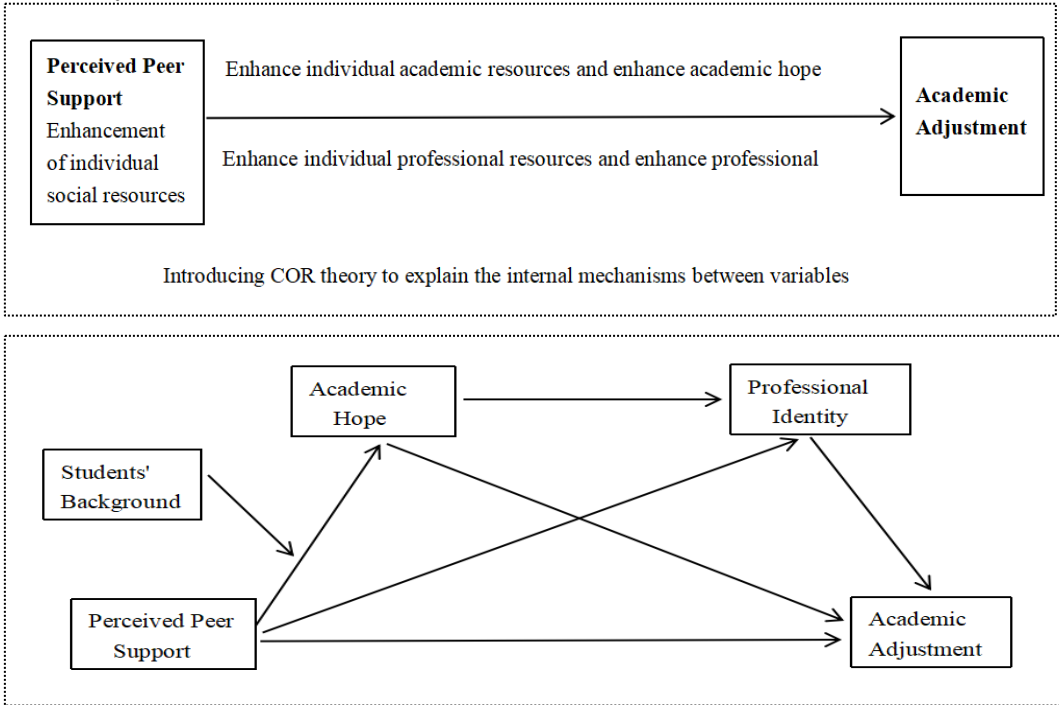 Perceived Peer
Support
Enhancement
of individual
social resources
Enhance individual academic resources and enhance academic hope
Enhance individual professional resources and enhance professional
Academic
Adjustment
Introducing COR theory to explain the internal mechanisms between variables
Academic
Hope
Professional
Identity
Students'
Background
Perceived Peer
Support
Academic
Adjustment